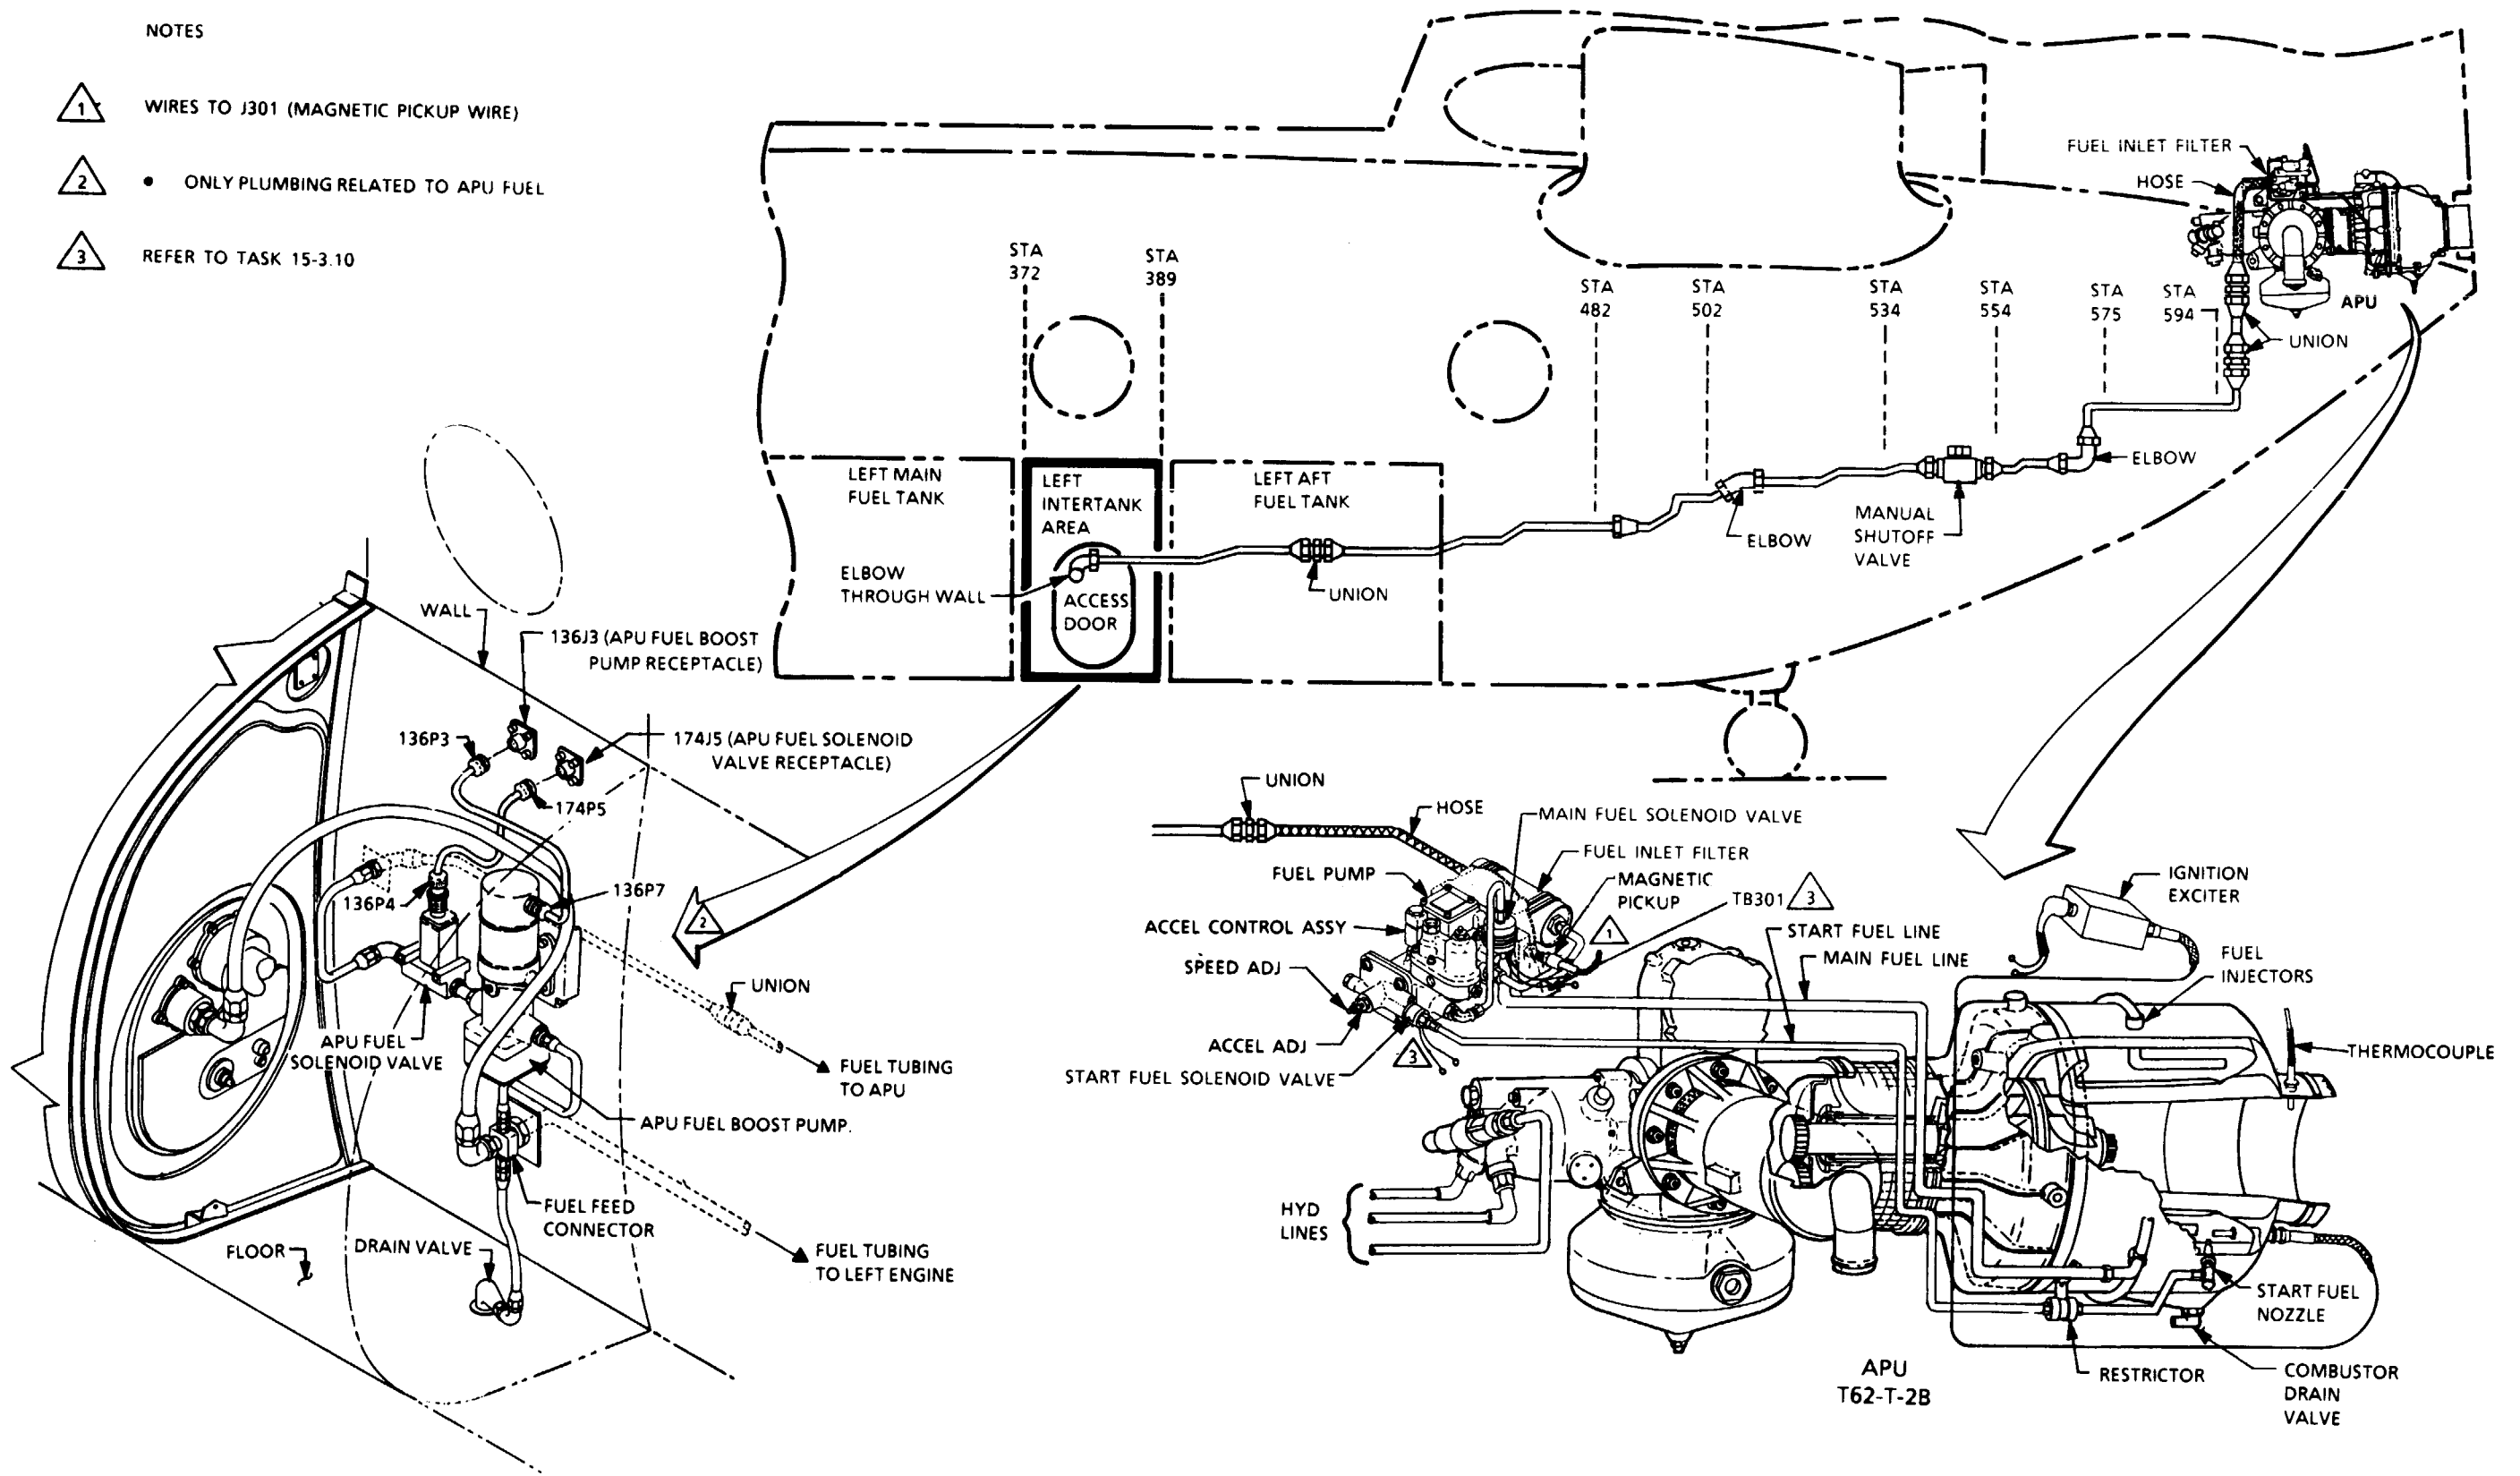 NOTES
1 WIRES TO J301 (MAGNETIC PICKUP WIRE)
2 • ONLY PLUMBING RELATED TO APU FUEL
3 REFER TO TASK 15-3.10
FUEL INLET FILTER
HOSE
APU
UNION
STA
372
STA
389
STA
482
STA
502
STA
534
STA
554
STA
575
STA
594
LEFT MAIN
FUEL TANK
LEFT
INTERTANK
AREA
LEFT AFT
FUEL TANK
ELBOW
THROUGH WALL
ACCESS
DOOR
UNION
ELBOW
MANUAL
SHUTOFF
VALVE
ELBOW
WALL
136J3 (APU FUEL BOOST
PUMP RECEPTACLE)
136P3
174J5 (APU FUEL SOLENOID
VALVE RECEPTACLE)
174P5
136P4
136P7
2
UNION
APU FUEL
SOLENOID VALVE
FUEL TUBING
TO APU
APU FUEL BOOST PUMP.
FUEL FEED
CONNECTOR
FLOOR
DRAIN VALVE
FUEL TUBING
TO LEFT ENGINE
UNION
HOSE
MAIN FUEL SOLENOID VALVE
FUEL INLET FILTER
FUEL PUMP
MAGNETIC
PICKUP
TB301 3
1
ACCEL CONTROL ASSY
SPEED ADJ
ACCEL ADJ
START FUEL SOLENOID VALVE
3
START FUEL LINE
MAIN FUEL LINE
IGNITION
EXCITER
FUEL
INJECTORS
THERMOCOUPLE
HYD
LINES
START FUEL
NOZZLE
RESTRICTOR
COMBUSTOR
DRAIN
VALVE
APU
T62-T-2B